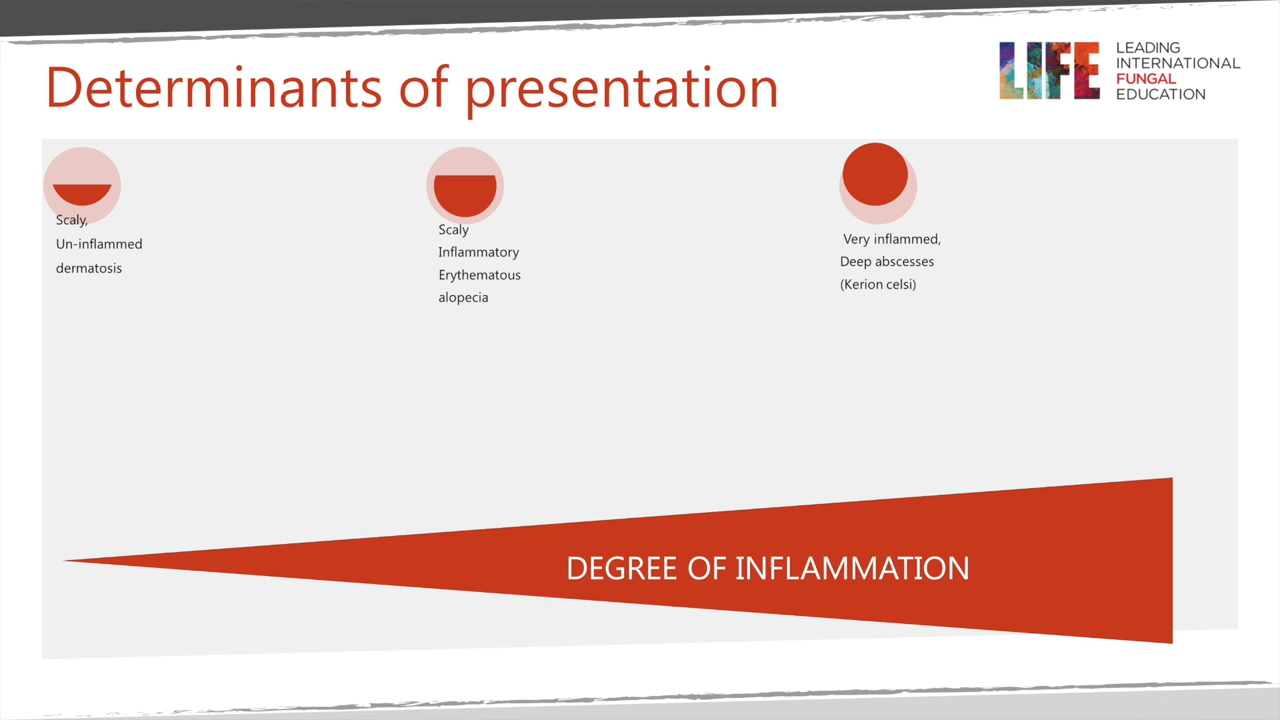 Determinants of presentation
LIFE
LEADING
INTERNATIONAL
FUNGAL
EDUCATION
Scaly,
Un-inflammed
dermatosis
Scaly
Inflammatory
Erythematous
alopecia
Very inflammed,
Deep abscesses
(Kerion celsi)
DEGREE OF INFLAMMATION